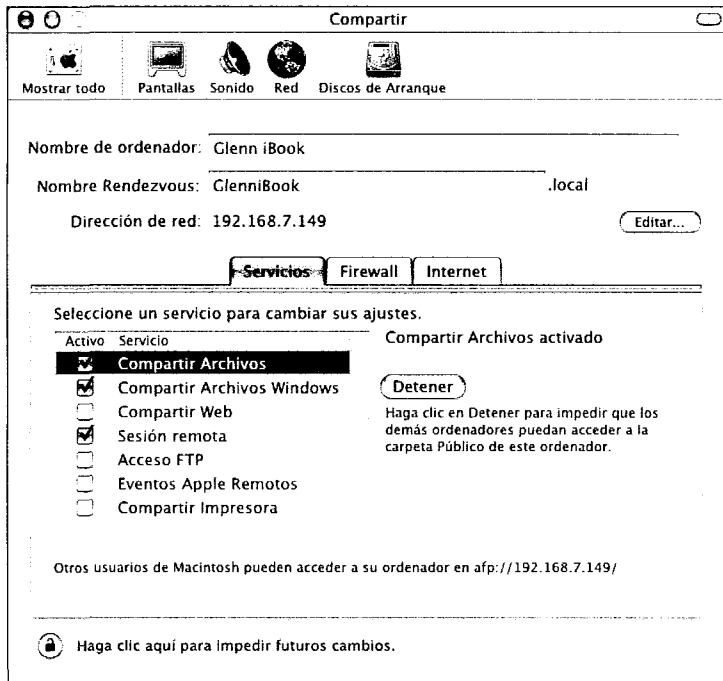 Compartir
Mostrar todo Pantallas Sonido Red Discos de Arranque
Nombre de ordenador: Glenn iBook
Nombre Rendezvous: GlenniBook .local
Dirección de red: 192.168.7.149 Editar...
Servicios Firewall Internet
Seleccione un servicio para cambiar sus ajustes.
Activo Servicio Compartir Archivos activado
Compartir Archivos
Compartir Archivos Windows
Compartir Web
Sesión remota
Acceso FTP
Eventos Apple Remotos
Compartir Impresora
Detener
Haga clic en Detener para impedir que los
demás ordenadores puedan acceder a la
carpeta Público de este ordenador.
Otros usuarios de Macintosh pueden acceder a su ordenador en afp://192.168.7.149/
Haga clic aquí para impedir futuros cambios.